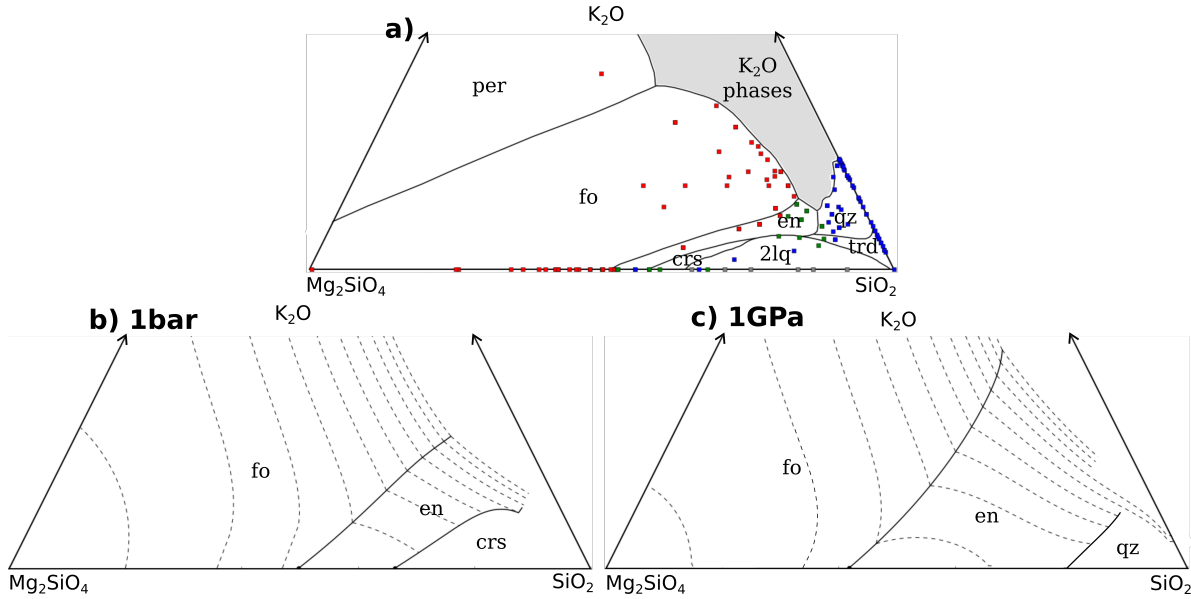 K₂O
a)
K₂O
phases
per
fo
en
qz
crs
2lq
trd
Mg₂SiO₄
SiO₂
b) 1bar
K₂O
fo
en
crs
Mg₂SiO₄
SiO₂
c) 1GPa
K₂O
fo
en
qz
Mg₂SiO₄
SiO₂